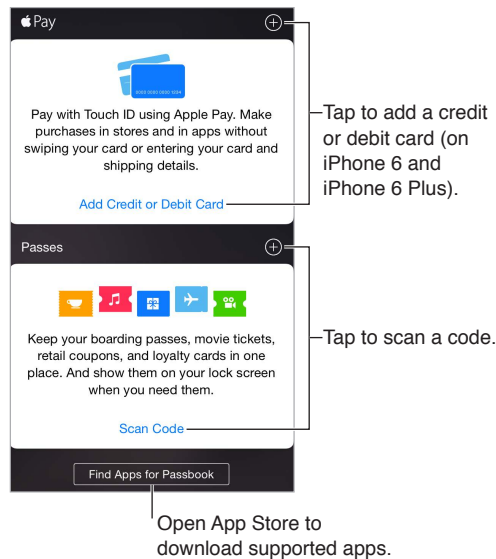 Pay
Pay with Touch ID using Apple Pay. Make
purchases in stores and in apps without
swiping your card or entering your card and
shipping details.
Add Credit or Debit Card
Tap to add a credit
or debit card (on
iPhone 6 and
iPhone 6 Plus).
Passes
Keep your boarding passes, movie tickets,
retail coupons, and loyalty cards in one
place. And show them on your lock screen
when you need them.
Scan Code
Tap to scan a code.
Find Apps for Passbook
Open App Store to
download supported apps.